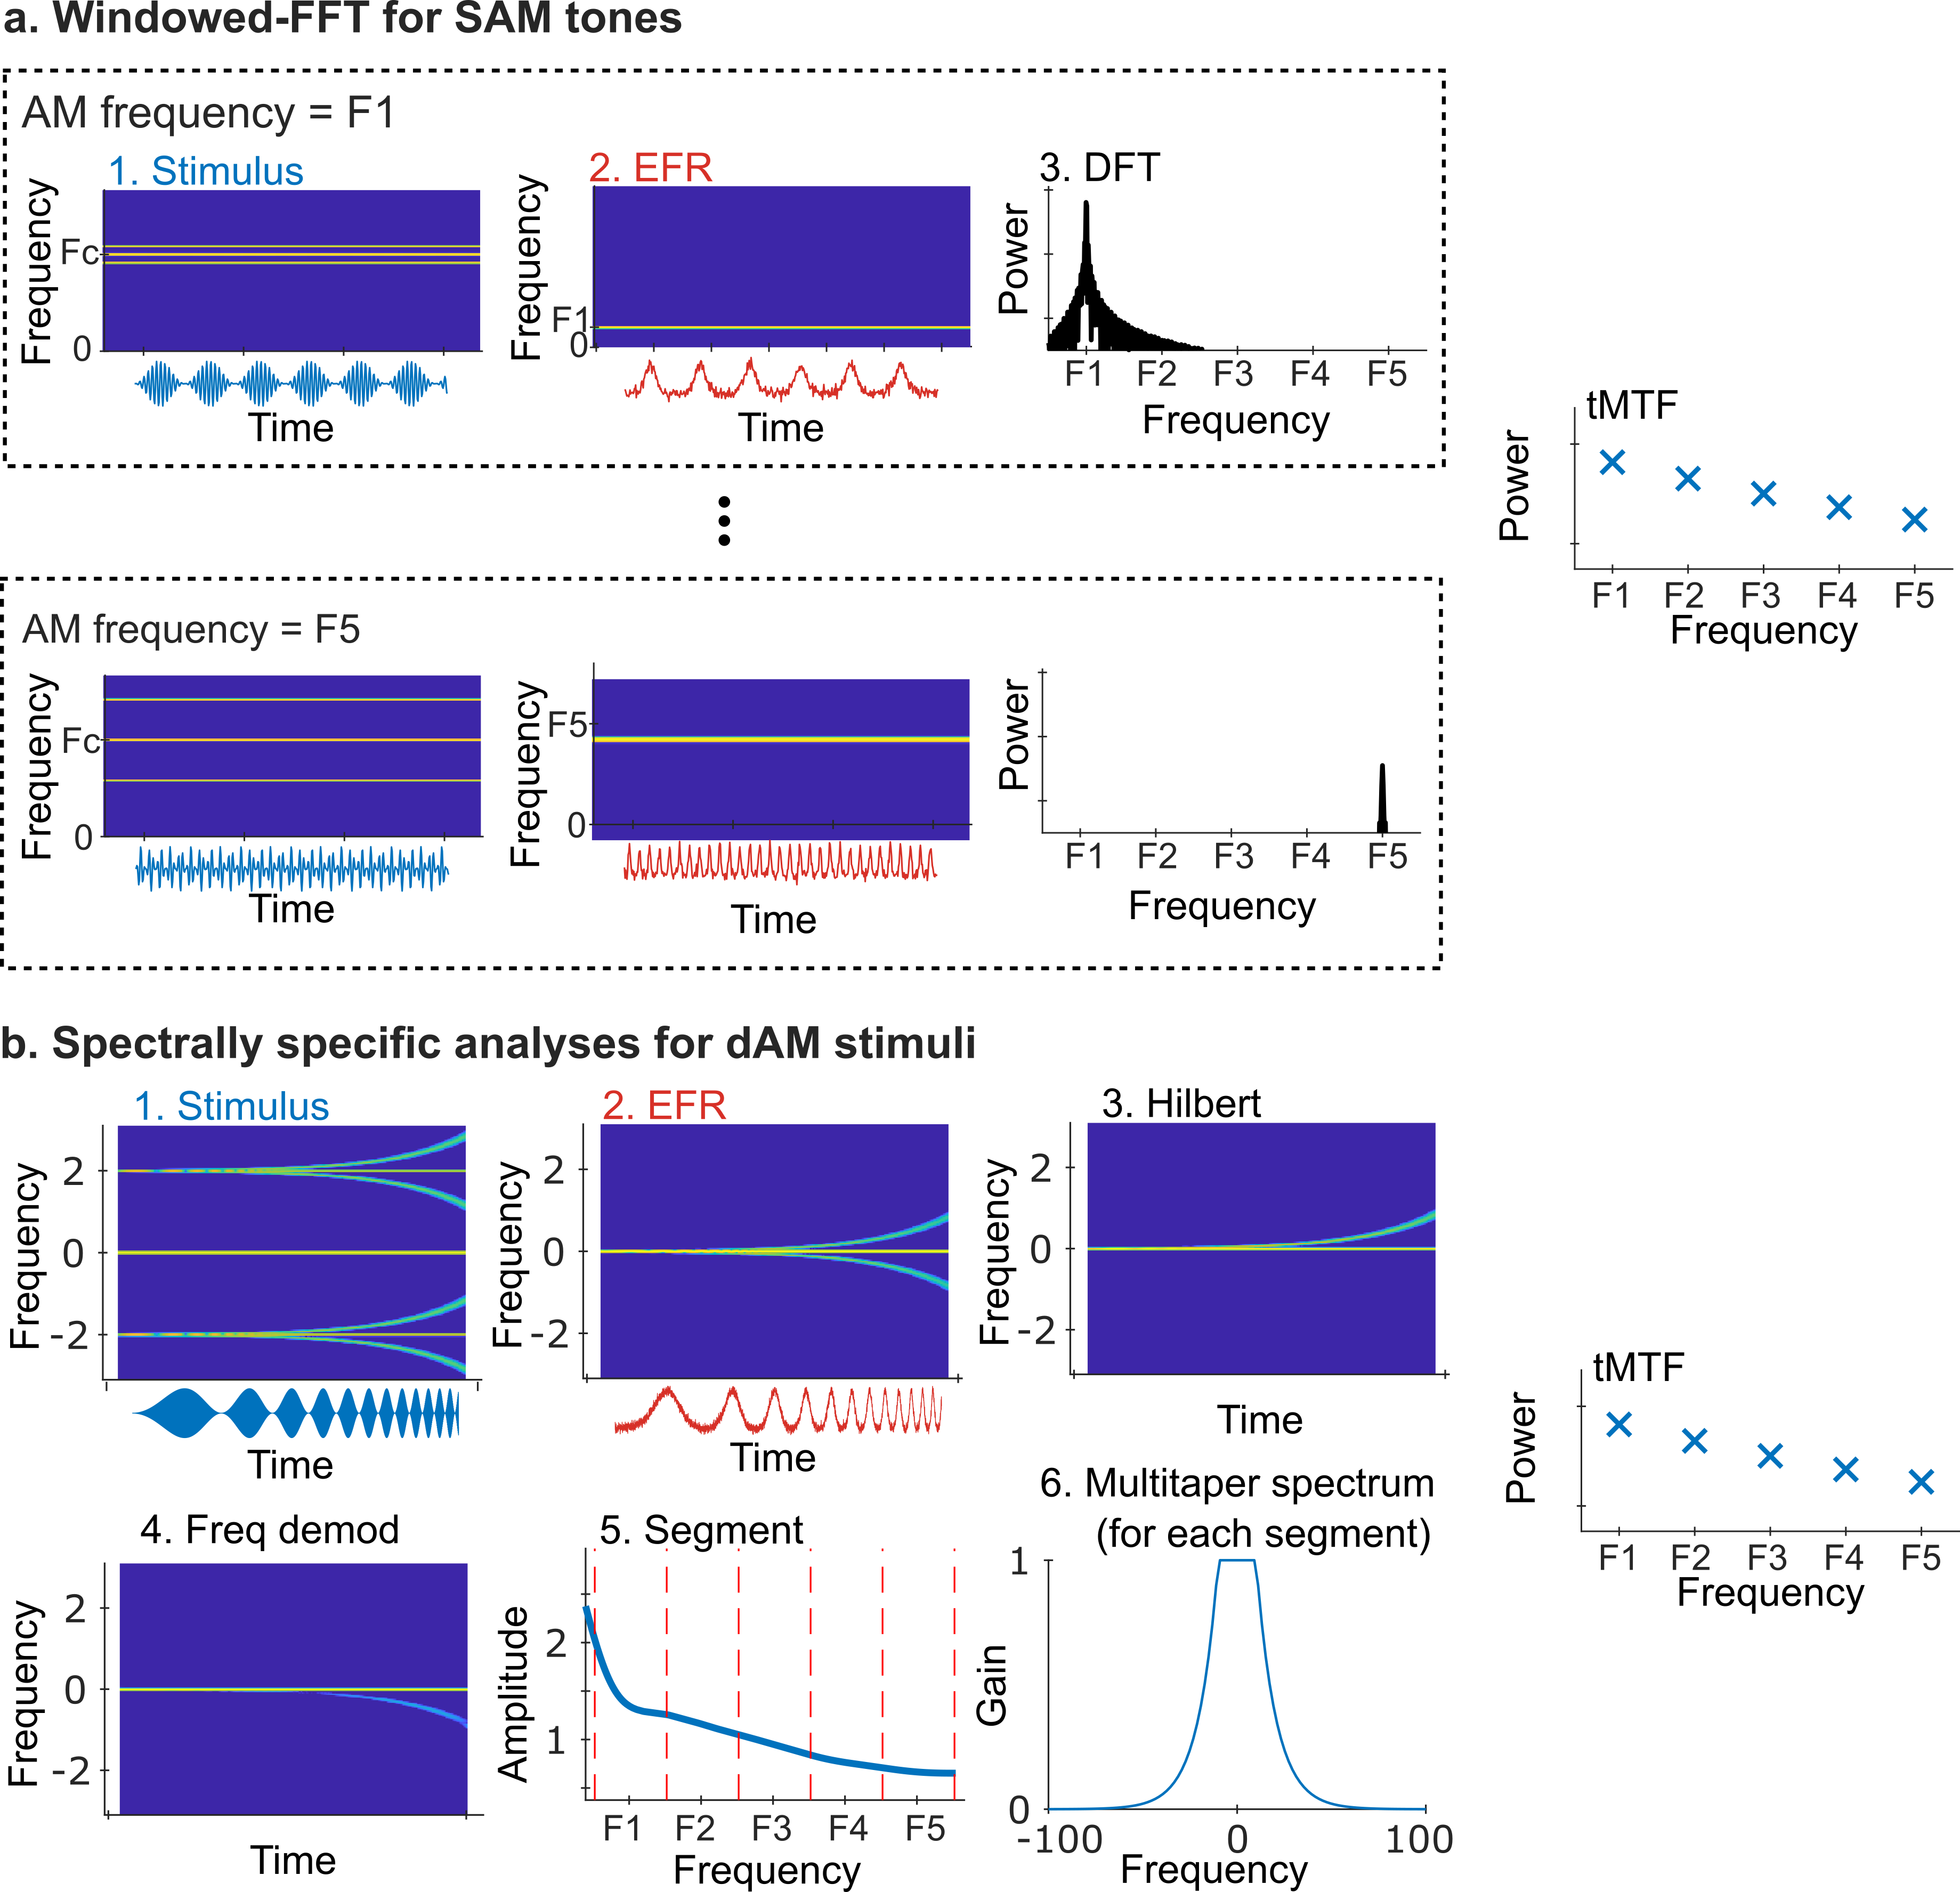 a. Windowed-FFT for SAM tones
AM frequency = F1
1. Stimulus
Frequency
Fc
0
Time
2. EFR
Frequency
F1
0
Time
3. DFT
Power
F1 F2 F3 F4 F5
Frequency
tMTF
Power
F1 F2 F3 F4 F5
Frequency
AM frequency = F5
Frequency
Fc
0
Time
Frequency
F5
0
Time
Power
F1 F2 F3 F4 F5
Frequency
b. Spectrally specific analyses for dAM stimuli
1. Stimulus
Frequency
2
0
-2
Time
2. EFR
Frequency
2
0
-2
Time
3. Hilbert
Frequency
2
0
-2
Time
tMTF
Power
F1 F2 F3 F4 F5
Frequency
4. Freq demod
Frequency
2
0
-2
Time
5. Segment
Amplitude
2
1
F1 F2 F3 F4 F5
Frequency
6. Multitaper spectrum
(for each segment)
Gain
1
0
-100 0 100
Frequency